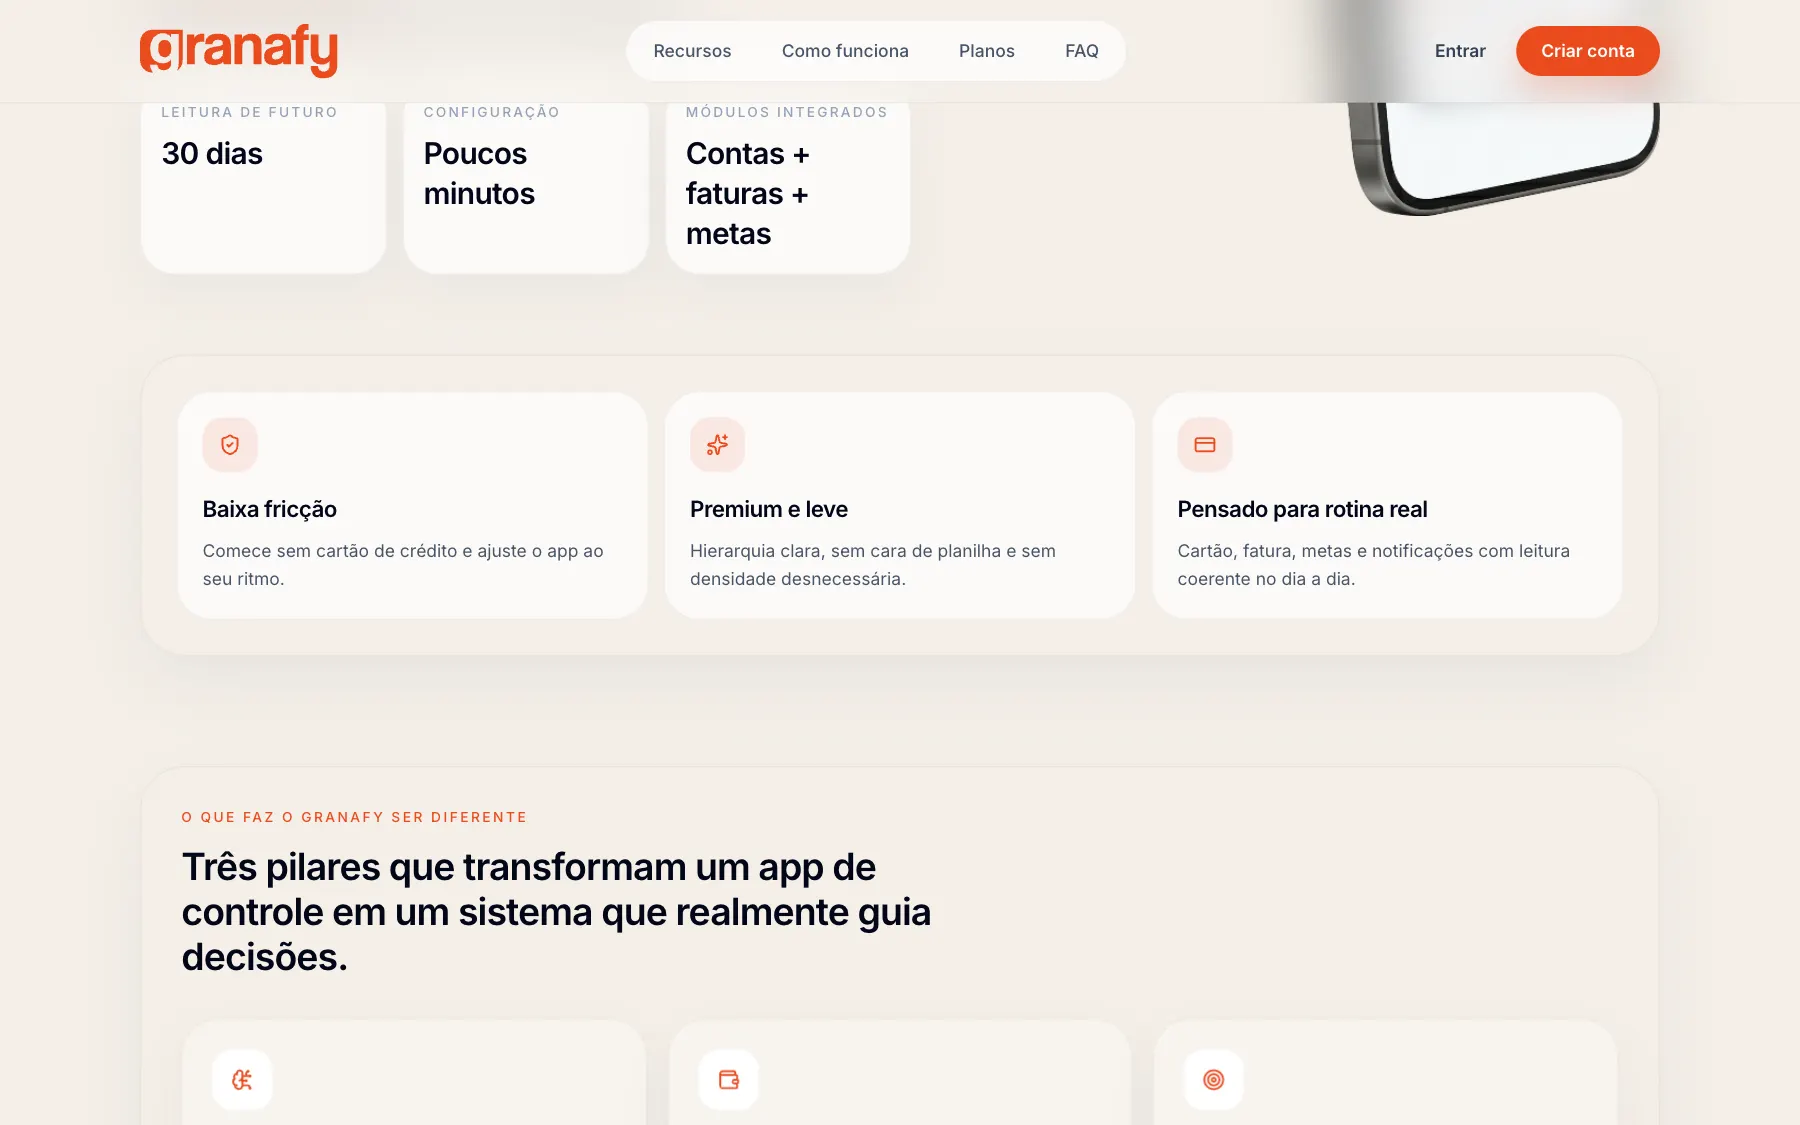 granafy
Recursos
Como funciona
Planos
FAQ
Entrar
Criar conta
LEITURA DE FUTURO
30 dias
CONFIGURAÇÃO
Poucos
minutos
MÓDULOS INTEGRADOS
Contas +
faturas +
metas
Baixa fricção
Comece sem cartão de crédito e ajuste o app ao
seu ritmo.
Premium e leve
Hierarquia clara, sem cara de planilha e sem
densidade desnecessária.
Pensado para rotina real
Cartão, fatura, metas e notificações com leitura
coerente no dia a dia.
O QUE FAZ O GRANAFY SER DIFERENTE
Três pilares que transformam um app de
controle em um sistema que realmente guia
decisões.